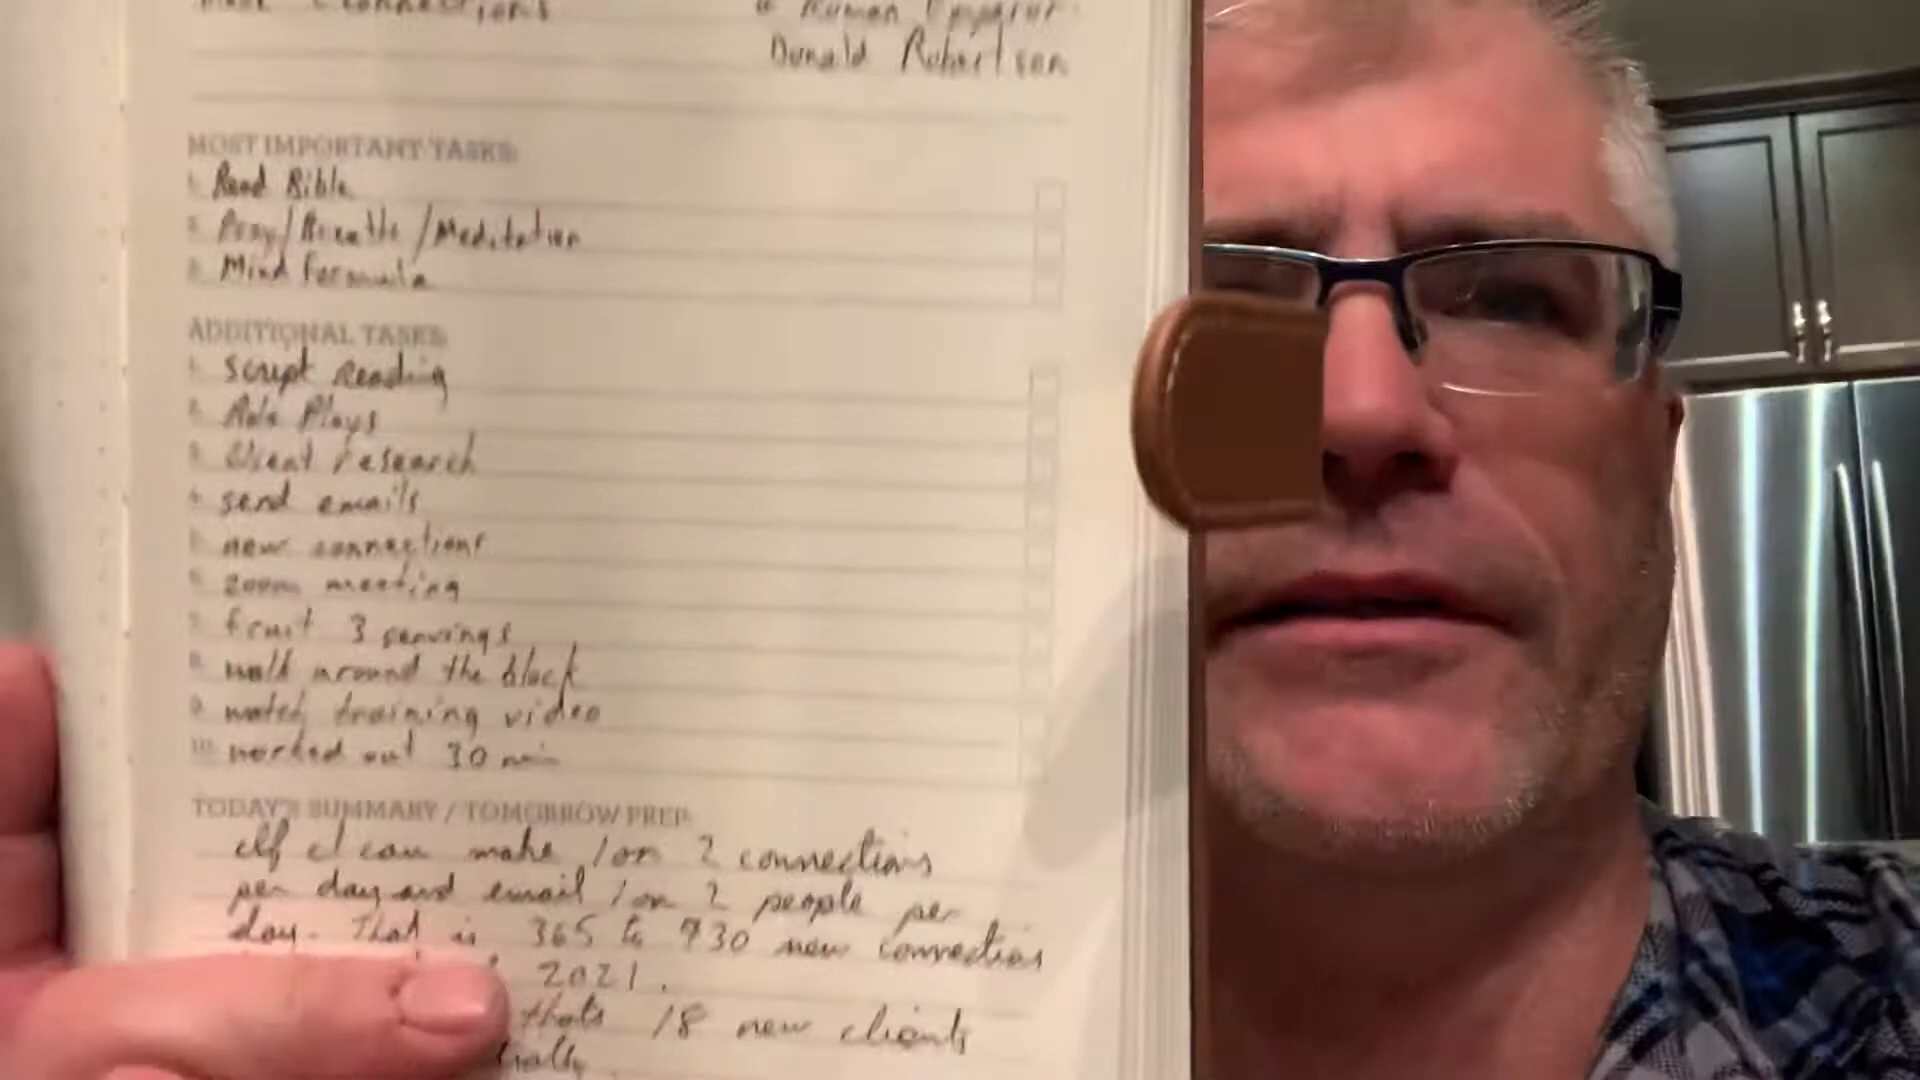 Connections
a Roman Emperor
Donald Robertson
MOST IMPORTANT TASKS:
1. Read Bible
2. Pray/Breathe/Meditation
3. Mind formula
ADDITIONAL TASKS:
1. Script Reading
2. Role Plays
3. Client research
4. send emails
5. new connections
6. zoom meeting
7. fruit 3 servings
8. walk around the block
9. watch training video
10. worked out 30 min
TODAY'S SUMMARY / TOMORROW PREP:
If I can make 1 or 2 connections
per day and email 1 or 2 people per
day. That is 365 to 730 new connections
2021.
thats 18 new clients